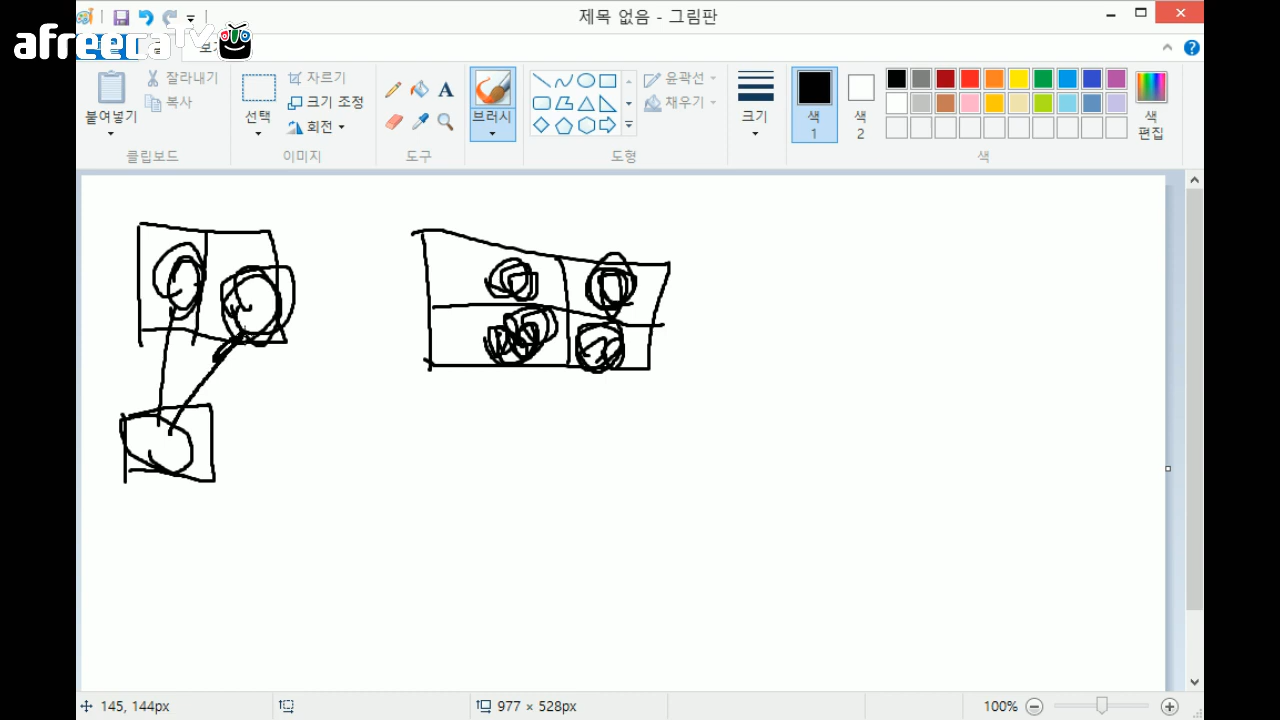 제목 없음 - 그림판
afreecaTV
잘라내기
복사
붙여넣기
클립보드
선택
자르기
크기 조정
회전
이미지
A
도구
브러시
윤곽선
채우기
도형
크기
색
1
색
2
색
편집
색
145, 144px
977 × 528px
100%